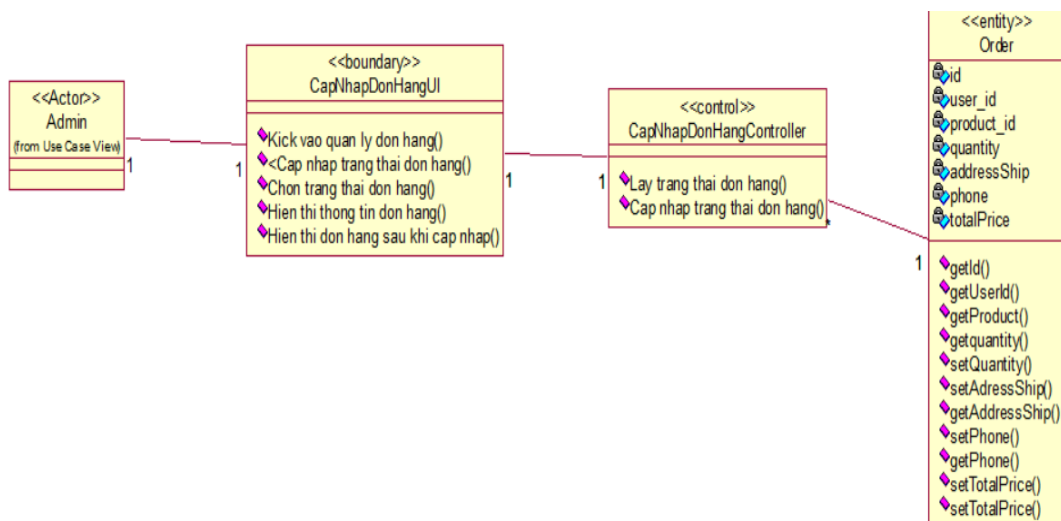 <<Actor>>
Admin
(from Use Case View)
1
<<boundary>>
CapNhapDonHangUI
Kick vao quan ly don hang()
<Cap nhap trang thai don hang()
Chon trang thai don hang()
Hien thi thong tin don hang()
Hien thi don hang sau khi cap nhap()
1
1
<<control>>
CapNhapDonHangController
Lay trang thai don hang()
Cap nhap trang thai don hang()
1
*
<<entity>>
Order
id
user_id
product_id
quantity
addressShip
phone
totalPrice
1
getId()
getUserId()
getProduct()
getquantity()
setQuantity()
setAdressShip()
getAddressShip()
setPhone()
getPhone()
setTotalPrice()
setTotalPrice()